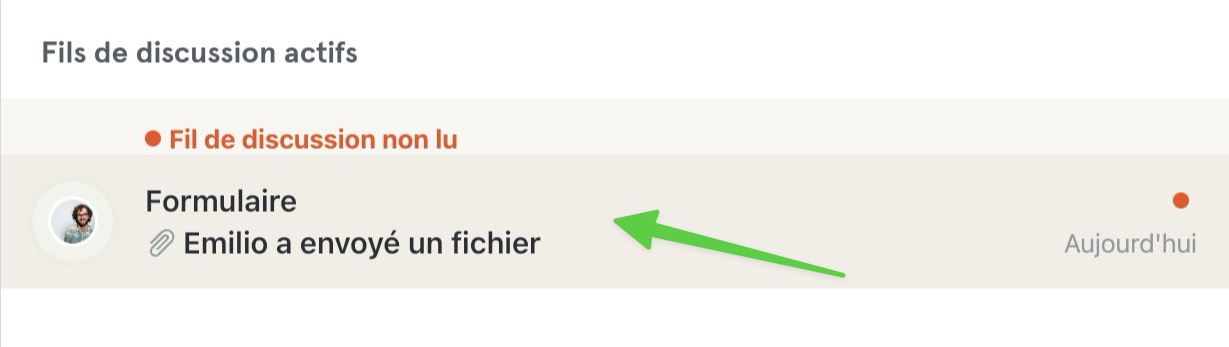 Fils de discussion actifs
Fil de discussion non lu
Formulaire
Emilio a envoyé un fichier
Aujourd'hui